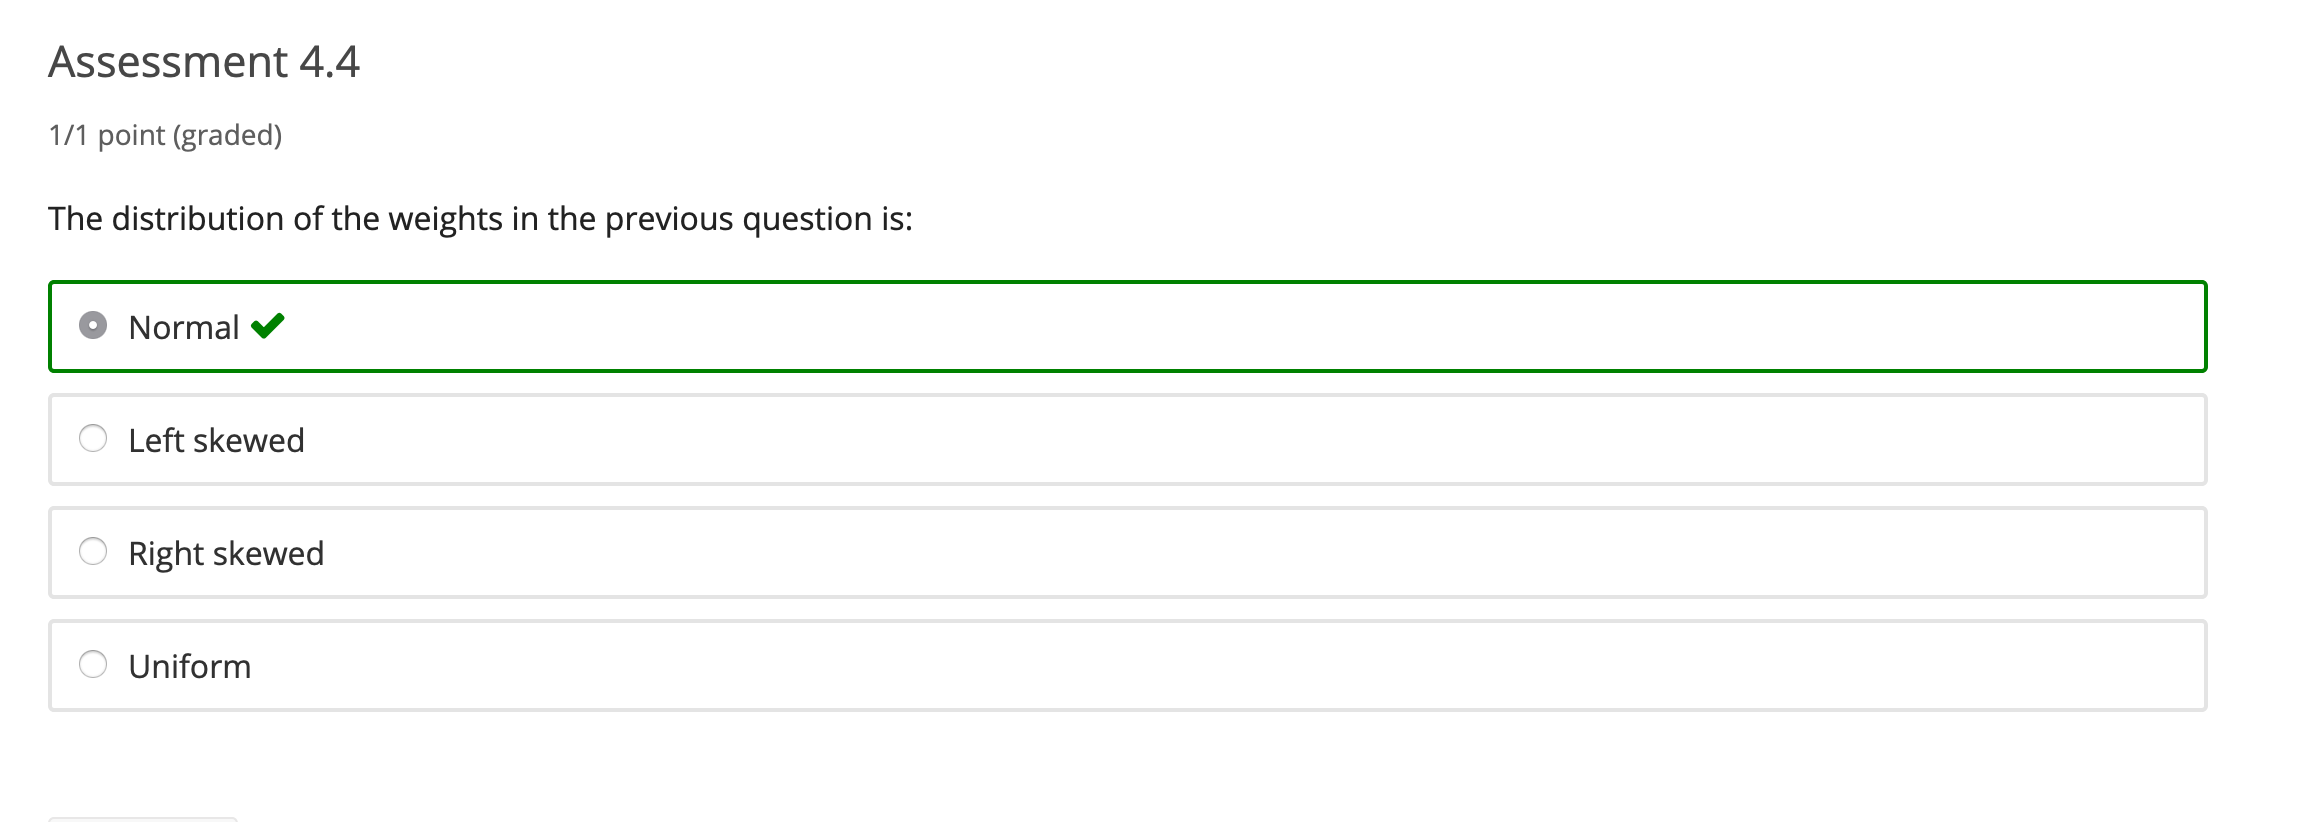 Assessment 4.4
1/1 point (graded)
The distribution of the weights in the previous question is:
Normal
Left skewed
Right skewed
Uniform